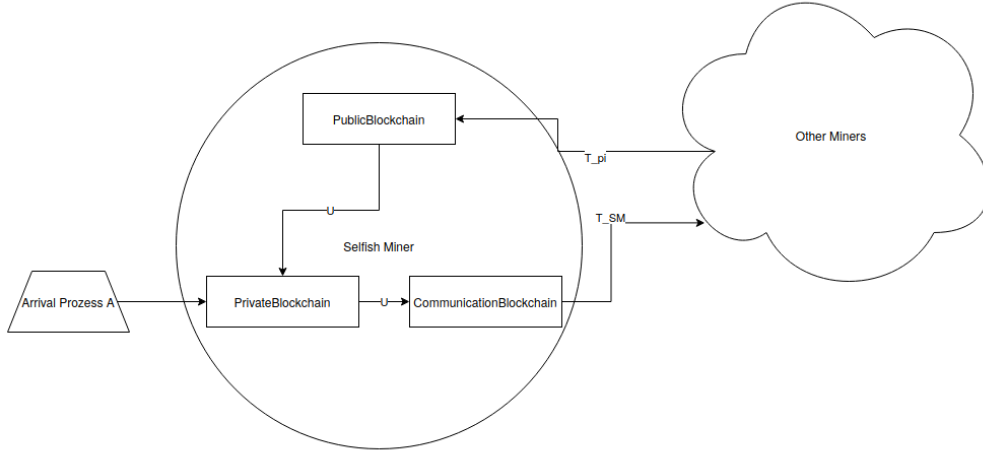 PublicBlockchain
Other Miners
T_pi
U
T_SM
Selfish Miner
Arrival Prozess A
PrivateBlockchain
U
CommunicationBlockchain